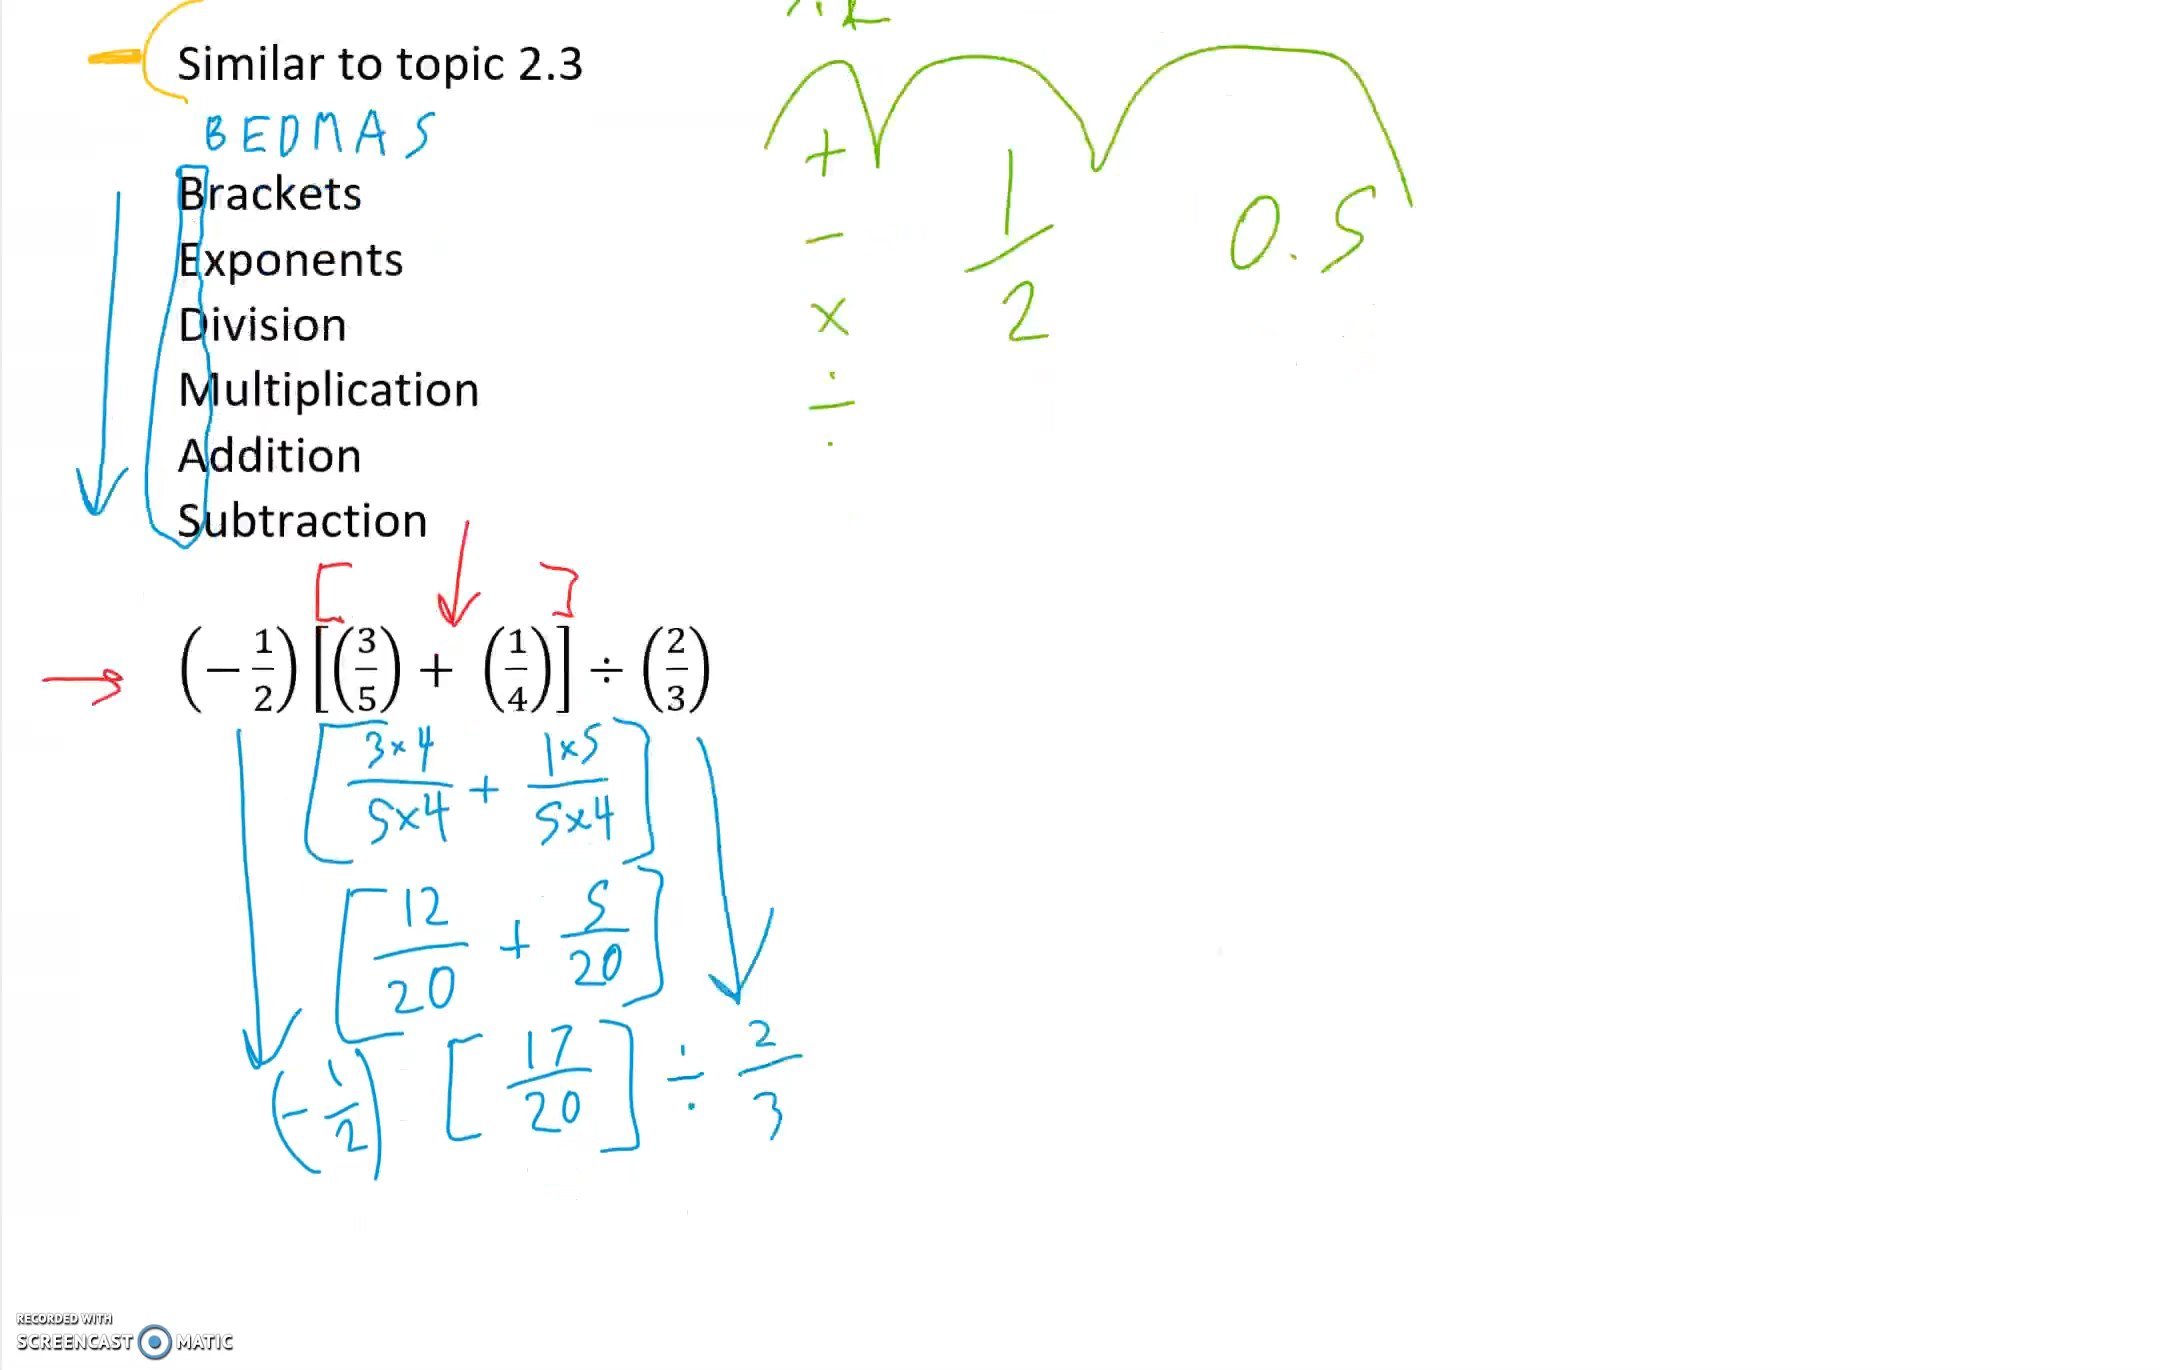 Similar to topic 2.3
BEDMAS
Brackets
Exponents
Division
Multiplication
Addition
Subtraction
+
−
×
÷
1/2
0.5
[ ]
(−1/2)[(3/5) + (1/4)] ÷ (2/3)
[3×4/5×4 + 1×5/5×4]
[12/20 + 5/20]
(−1/2) [17/20] ÷ 2/3
RECORDED WITH
SCREENCAST MATIC